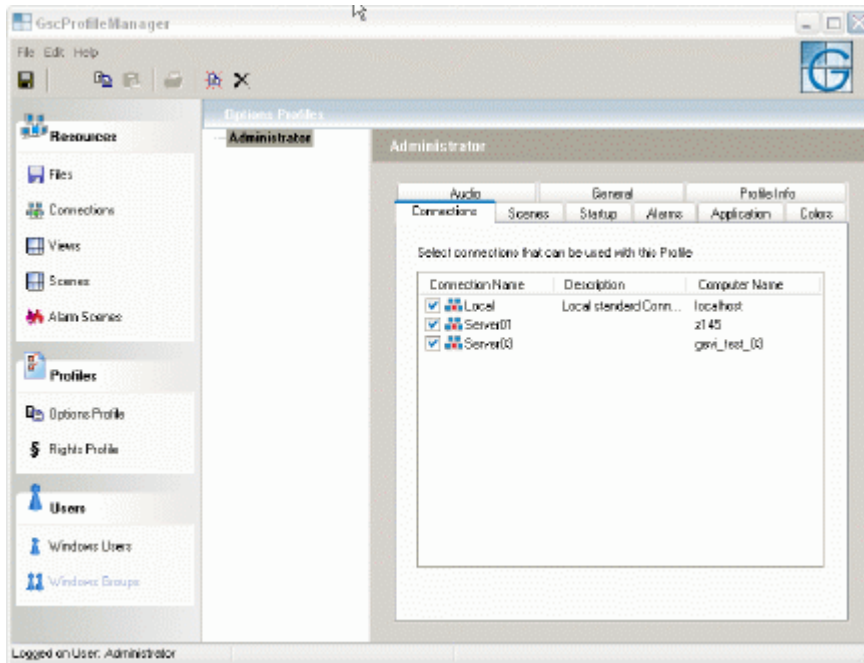 GscProfileManager
File Edit Help
G
Options Profiles
Resources
Files
Connections
Views
Scenes
Alarm Scenes
Profiles
Options Profile
Rights Profile
Users
Windows Users
Windows Groups
Administrator
Administrator
Audio General Profile Info
Connections Scenes Startup Alarms Application Colors
Select connections that can be used with this Profile
Connection Name Description Computer Name
Local Local standard Conn... localhost
Server01 z145
Server03 gevi_test_03
Logged on User: Administrator